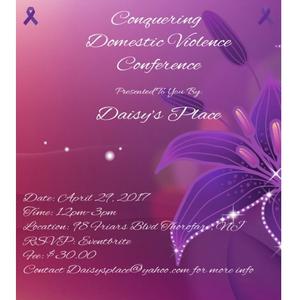 Conquering
Domestic Violence
Conference
Presented To You By:
Daisy's Place
Date: April 29, 2017
Time: 12pm-3pm
Location: 98 Friars Blvd Thorofare, NJ
RSVP: Eventbrite
Fee: $30.00
Contact Daisysplace@yahoo.com for more info